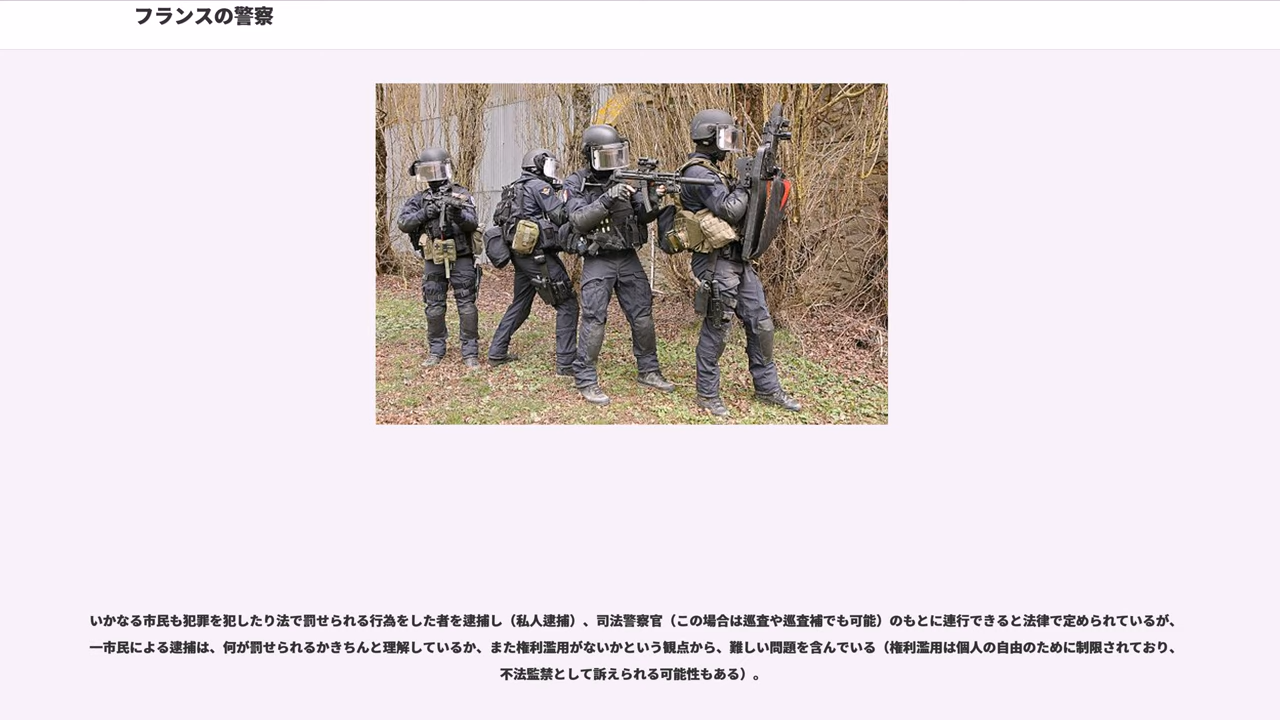 フランスの警察
いかなる市民も犯罪を犯したり法で罰せられる行為をした者を逮捕し（私人逮捕）、司法警察官（この場合は巡査や巡査補でも可能）のもとに連行できると法律で定められているが、
一市民による逮捕は、何が罰せられるかきちんと理解しているか、また権利濫用がないかという観点から、難しい問題を含んでいる（権利濫用は個人の自由のために制限されており、
不法監禁として訴えられる可能性もある）。